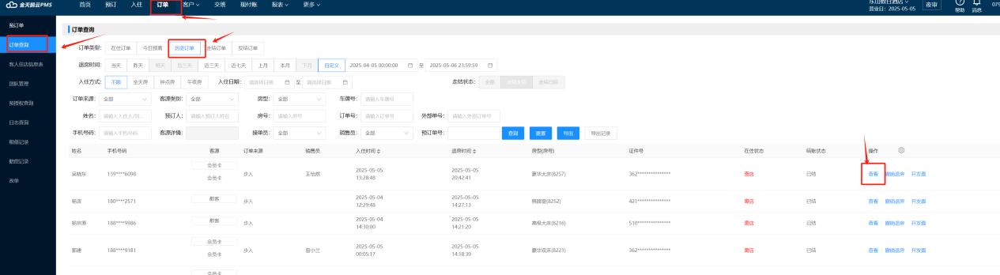 金天鹅云PMS 首页 预订 入住 订单 客户 交班 现付账 报表 更多 东山假日酒店 营业日: 2025-05-05 夜审 帮助 消息 075
预订单
订单查询
客人住店信息表
团队管理
预授权查询
日志查询
租借记录
赔偿记录
改单
订单查询
订单类型: 在住订单 今日预离 历史订单 走结订单 反结订单
退房时间: 当天 昨天 明天 后三天 近三天 近七天 上月 本月 下月 自定义 2025-04-05 00:00:00 至 2025-05-06 23:59:59
入住方式: 不限 全天房 钟点房 午夜房 入住日期: 请选择日期 至 请选择日期 走结状态: 全部 走结未结 走结已结
订单来源: 全部 客源类别: 全部 房型: 全部 车牌号: 请输入车牌号
姓名: 请输入入住人/同... 预订人: 请输入预订人姓名 房号: 请输入房号 订单号: 请输入订单号 外部单号: 请输入外部订单号
手机号码: 请输入手机号码 客源详情: 接单员: 全部 销售员: 全部 预订单号: 查询 重置 导出 导出记录
姓名 手机号码 客源 订单来源 销售员 入住时间 退房时间 房型(房号) 证件号 在住状态 结账状态 操作
吴晓东 139****6098 会员卡 会员卡 步入 王怡然 2025-05-05 13:28:48 2025-05-05 20:42:41 豪华大床(8257) 362*************** 离店 已结 查看 撤销退房 开发票
180****2571 散客 步入 2025-05-04 12:29:48 2025-05-05 14:27:13 棋牌室(8252) 421*************** 离店 已结 查看 撤销退房 开发票
188****9986 散客 步入 2025-05-04 14:30:00 2025-05-05 14:21:20 高级大床(8216) 510*************** 离店 已结 查看 撤销退房 开发票
郭建 188****9181 会员卡 会员卡 步入 曾小兰 2025-05-05 00:05:17 2025-05-05 14:18:39 豪华双床(8221) 362*************** 离店 已结 查看 撤销退房 开发票
会员卡